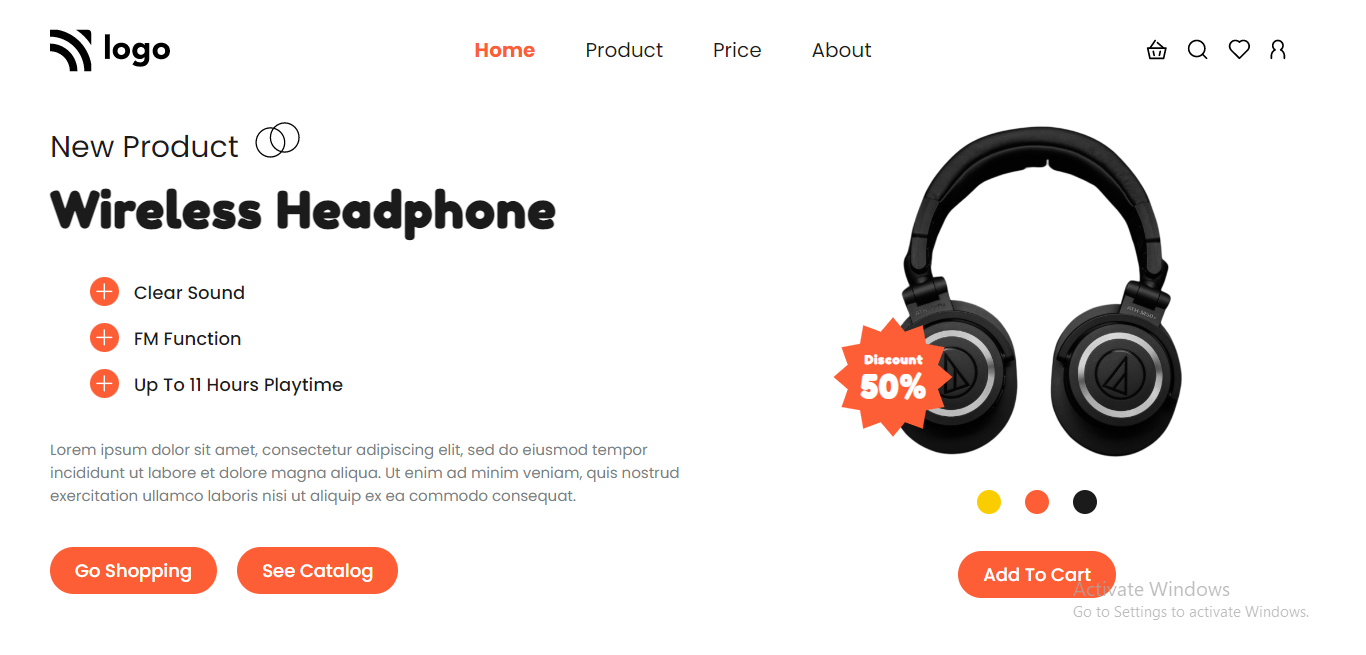 logo
Home Product Price About
New Product
Wireless Headphone
Clear Sound
FM Function
Up To 11 Hours Playtime
Lorem ipsum dolor sit amet, consectetur adipiscing elit, sed do eiusmod tempor
incididunt ut labore et dolore magna aliqua. Ut enim ad minim veniam, quis nostrud
exercitation ullamco laboris nisi ut aliquip ex ea commodo consequat.
Go Shopping
See Catalog
Discount
50%
Add To Cart
Activate Windows
Go to Settings to activate Windows.